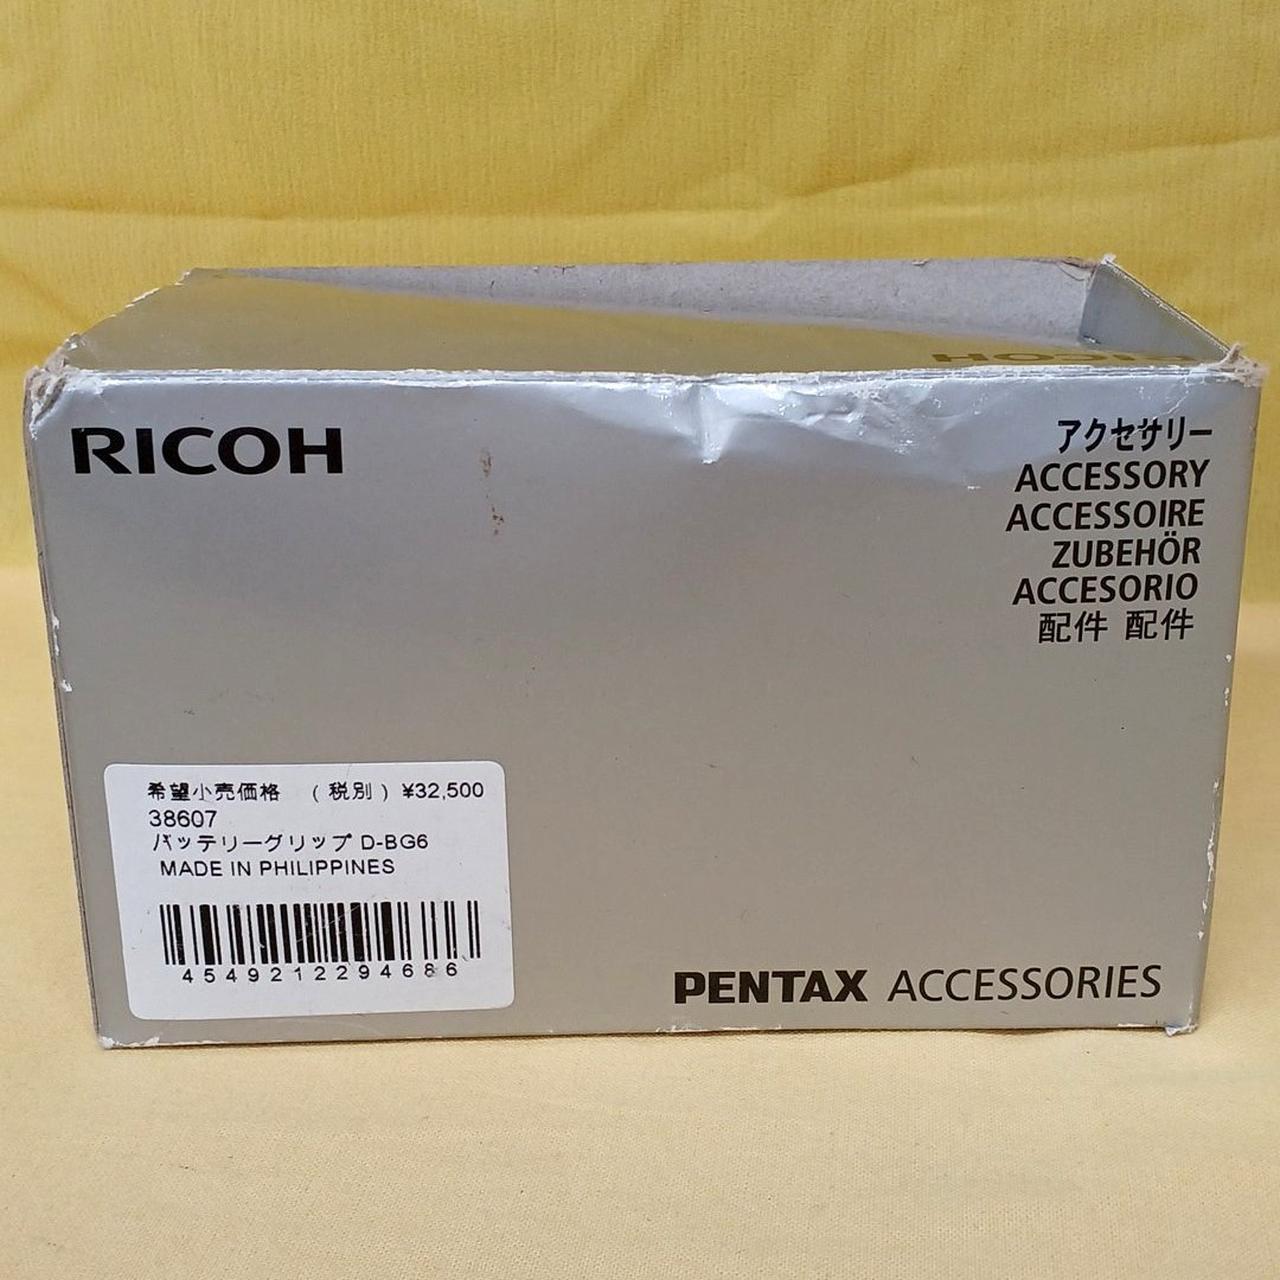 RICOH
RICOH
アクセサリー
ACCESSORY
ACCESSOIRE
ZUBEHÖR
ACCESORIO
配件 配件
希望小売価格 （税別）¥32,500
38607
バッテリーグリップ D-BG6
MADE IN PHILIPPINES
4549212294686
PENTAX ACCESSORIES